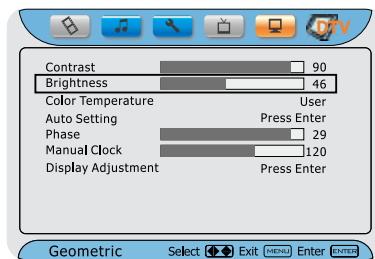 DTV
Contrast 90
Brightness 46
Color Temperature User
Auto Setting Press Enter
Phase 29
Manual Clock 120
Display Adjustment Press Enter
Geometric Select Exit MENU Enter ENTER